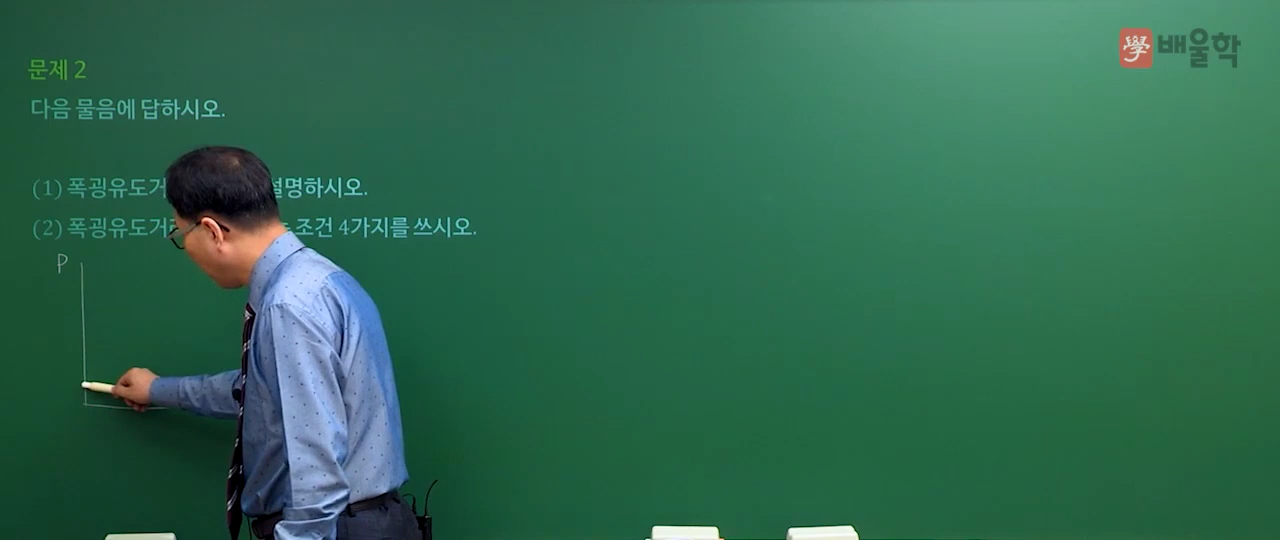 學 배울학
문제 2
다음 물음에 답하시오.
(1) 폭굉유도거 설명하시오.
(2) 폭굉유도거리 조건 4가지를 쓰시오.
P